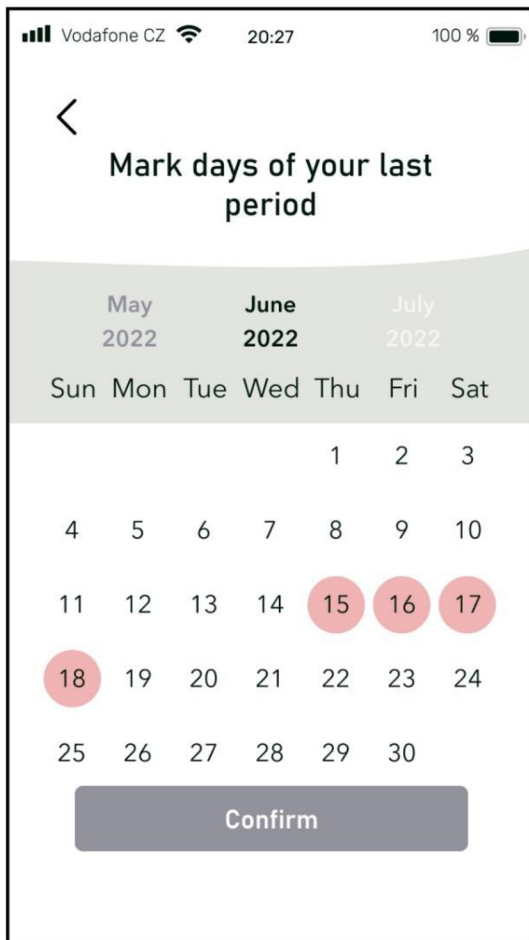 Vodafone CZ 20:27 100 %
Mark days of your last
period
May June July
2022 2022 2022
Sun Mon Tue Wed Thu Fri Sat
1 2 3
4 5 6 7 8 9 10
11 12 13 14 15 16 17
18 19 20 21 22 23 24
25 26 27 28 29 30
Confirm